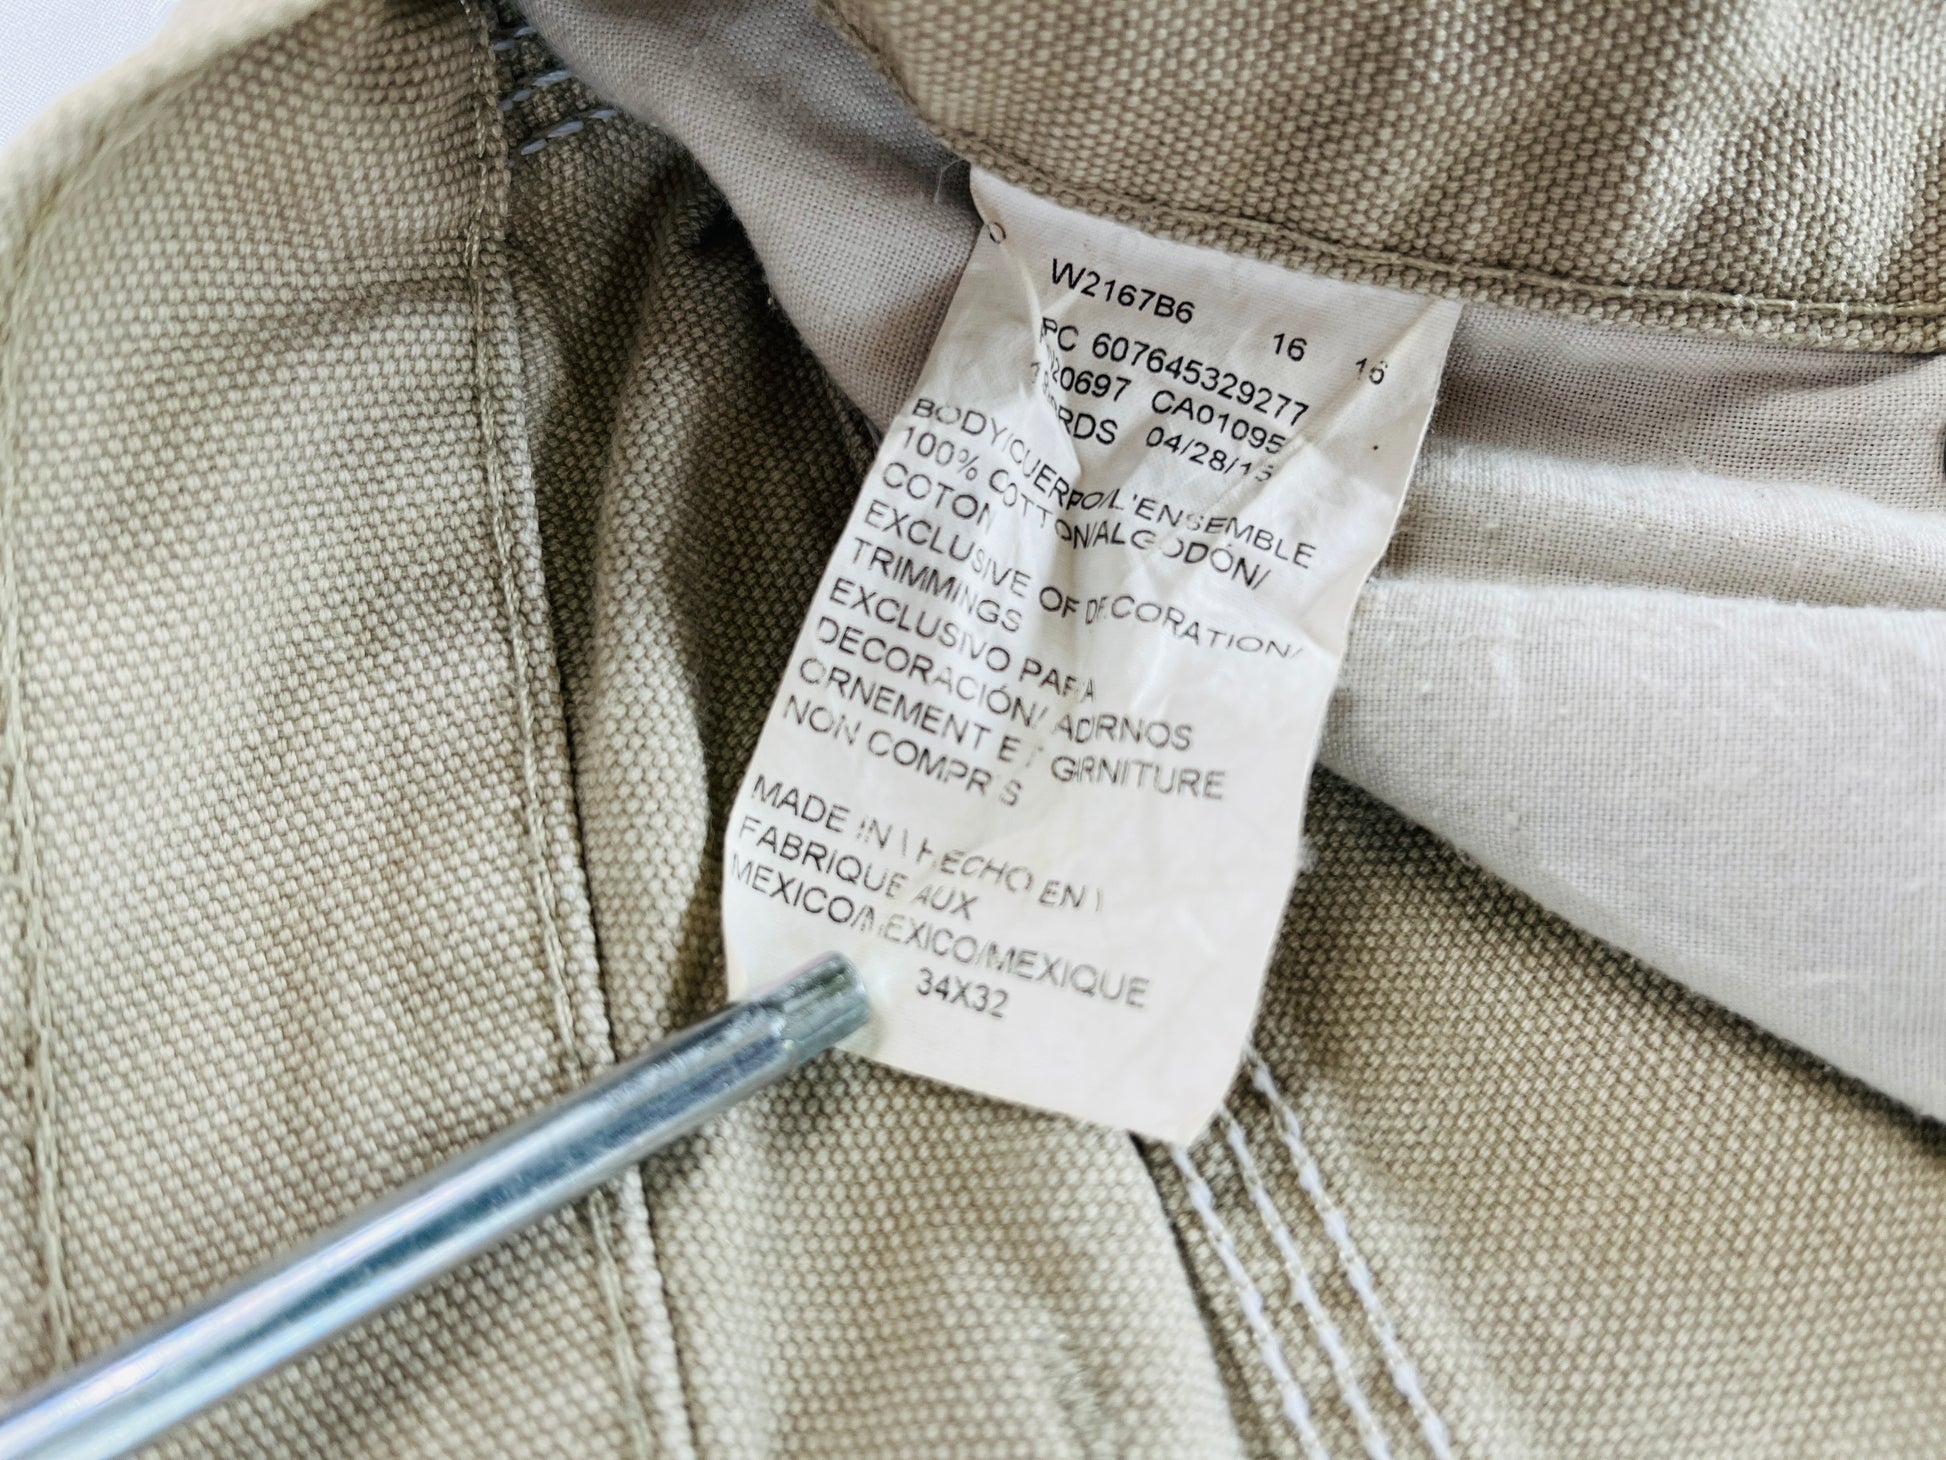 W2167B6 16 16
PC 607645329277
20697 CA01095
RDS 04/28/15
BODY/CUERPO/L'ENSEMBLE
100% COTTON/ALGODÓN/
COTON
EXCLUSIVE OF DECORATION/
TRIMMINGS
EXCLUSIVO PARA
DECORACIÓN/ ADORNOS
ORNEMENT ET GARNITURE
NON COMPRIS
MADE IN \ HECHO EN \
FABRIQUE AUX
MEXICO/MEXICO/MEXIQUE
34X32